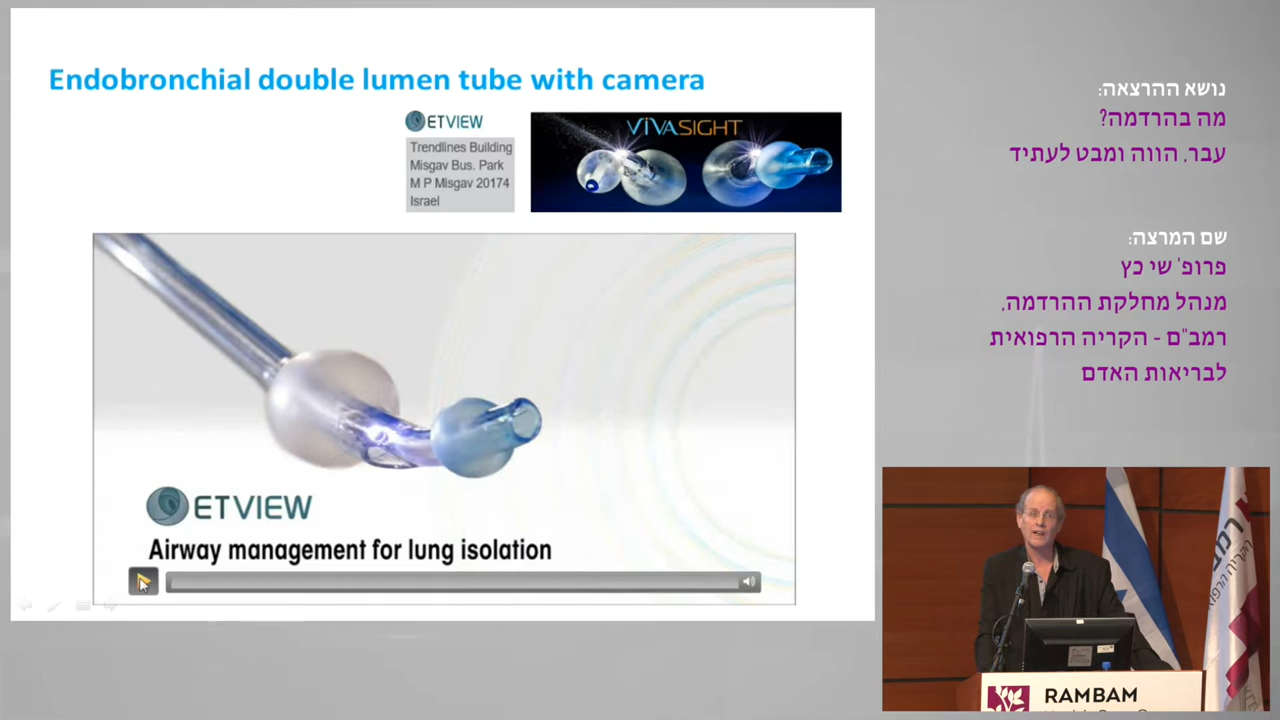 Endobronchial double lumen tube with camera
ETVIEW
Trendlines Building
Misgav Bus. Park
M P Misgav 20174
Israel
VIVASIGHT
ETVIEW
Airway management for lung isolation
נושא ההרצאה:
מה בהרדמה?
עבר, הווה ומבט לעתיד
שם המרצה:
פרופ' שי כץ
מנהל מחלקת ההרדמה,
רמב"ם - הקריה הרפואית
לבריאות האדם
RAMBAM